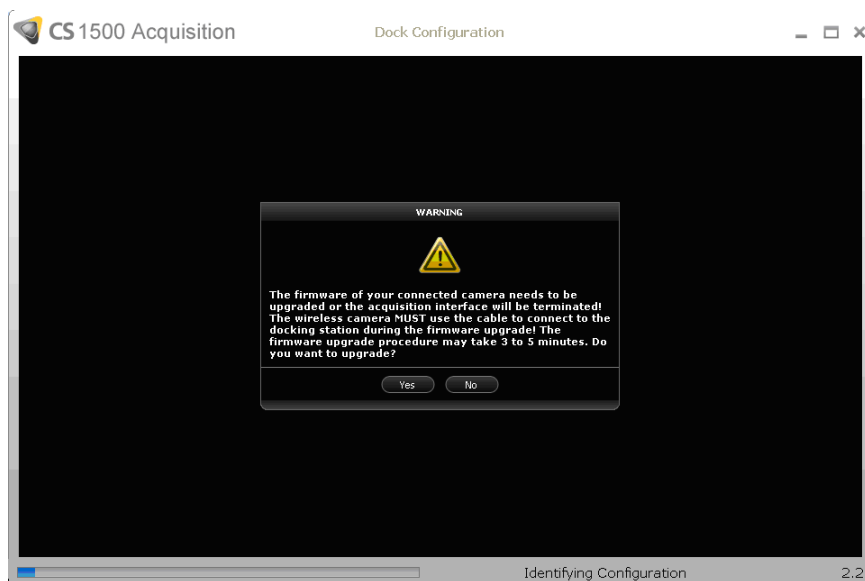 CS 1500 Acquisition
Dock Configuration
WARNING
The firmware of your connected camera needs to be
upgraded or the acquisition interface will be terminated!
The wireless camera MUST use the cable to connect to the
docking station during the firmware upgrade! The
firmware upgrade procedure may take 3 to 5 minutes. Do
you want to upgrade?
Yes
No
Identifying Configuration
2.2